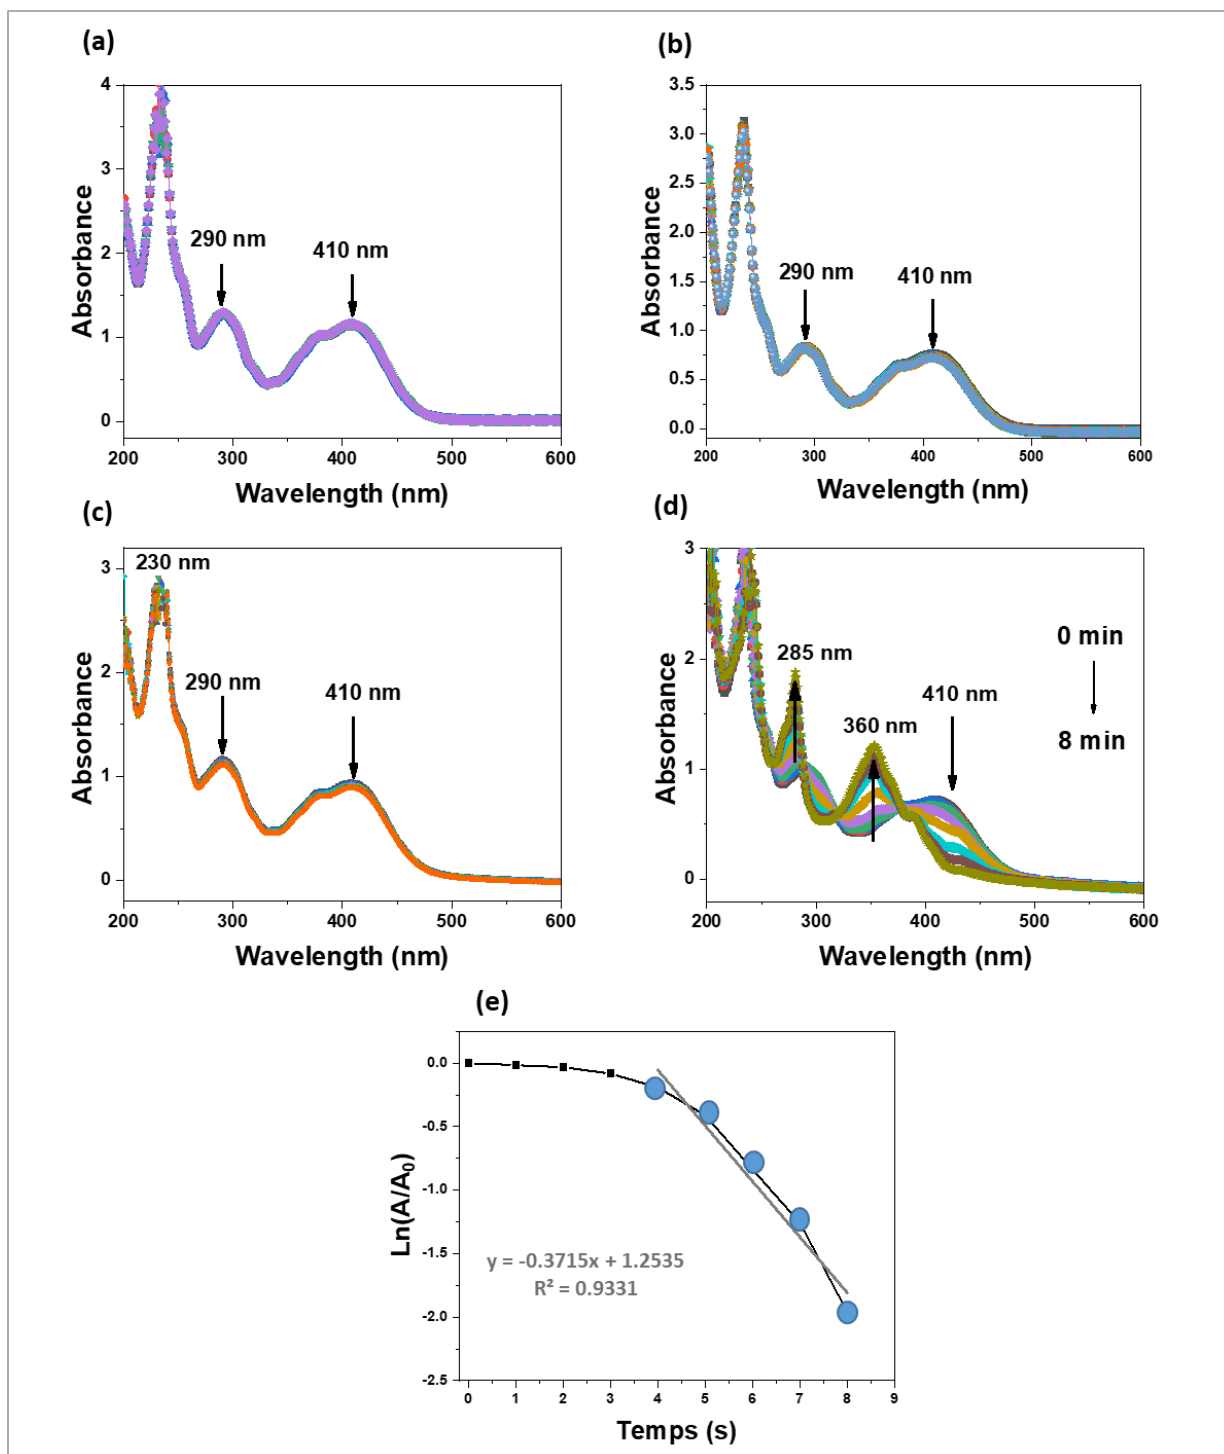 (a)
4
3
2
1
0
290 nm
410 nm
200 300 400 500 600
Wavelength (nm)
Absorbance
(b)
3.5
3.0
2.5
2.0
1.5
1.0
0.5
0.0
290 nm
410 nm
200 300 400 500 600
Wavelength (nm)
Absorbance
(c)
3
2
1
0
230 nm
290 nm
410 nm
200 300 400 500 600
Wavelength (nm)
Absorbance
(d)
3
2
1
0
285 nm
360 nm
410 nm
0 min
8 min
200 300 400 500 600
Wavelength (nm)
Absorbance
(e)
0.0
-0.5
-1.0
-1.5
-2.0
-2.5
Ln(A/A₀)
y = -0.3715x + 1.2535
R² = 0.9331
0 1 2 3 4 5 6 7 8 9
Temps (s)